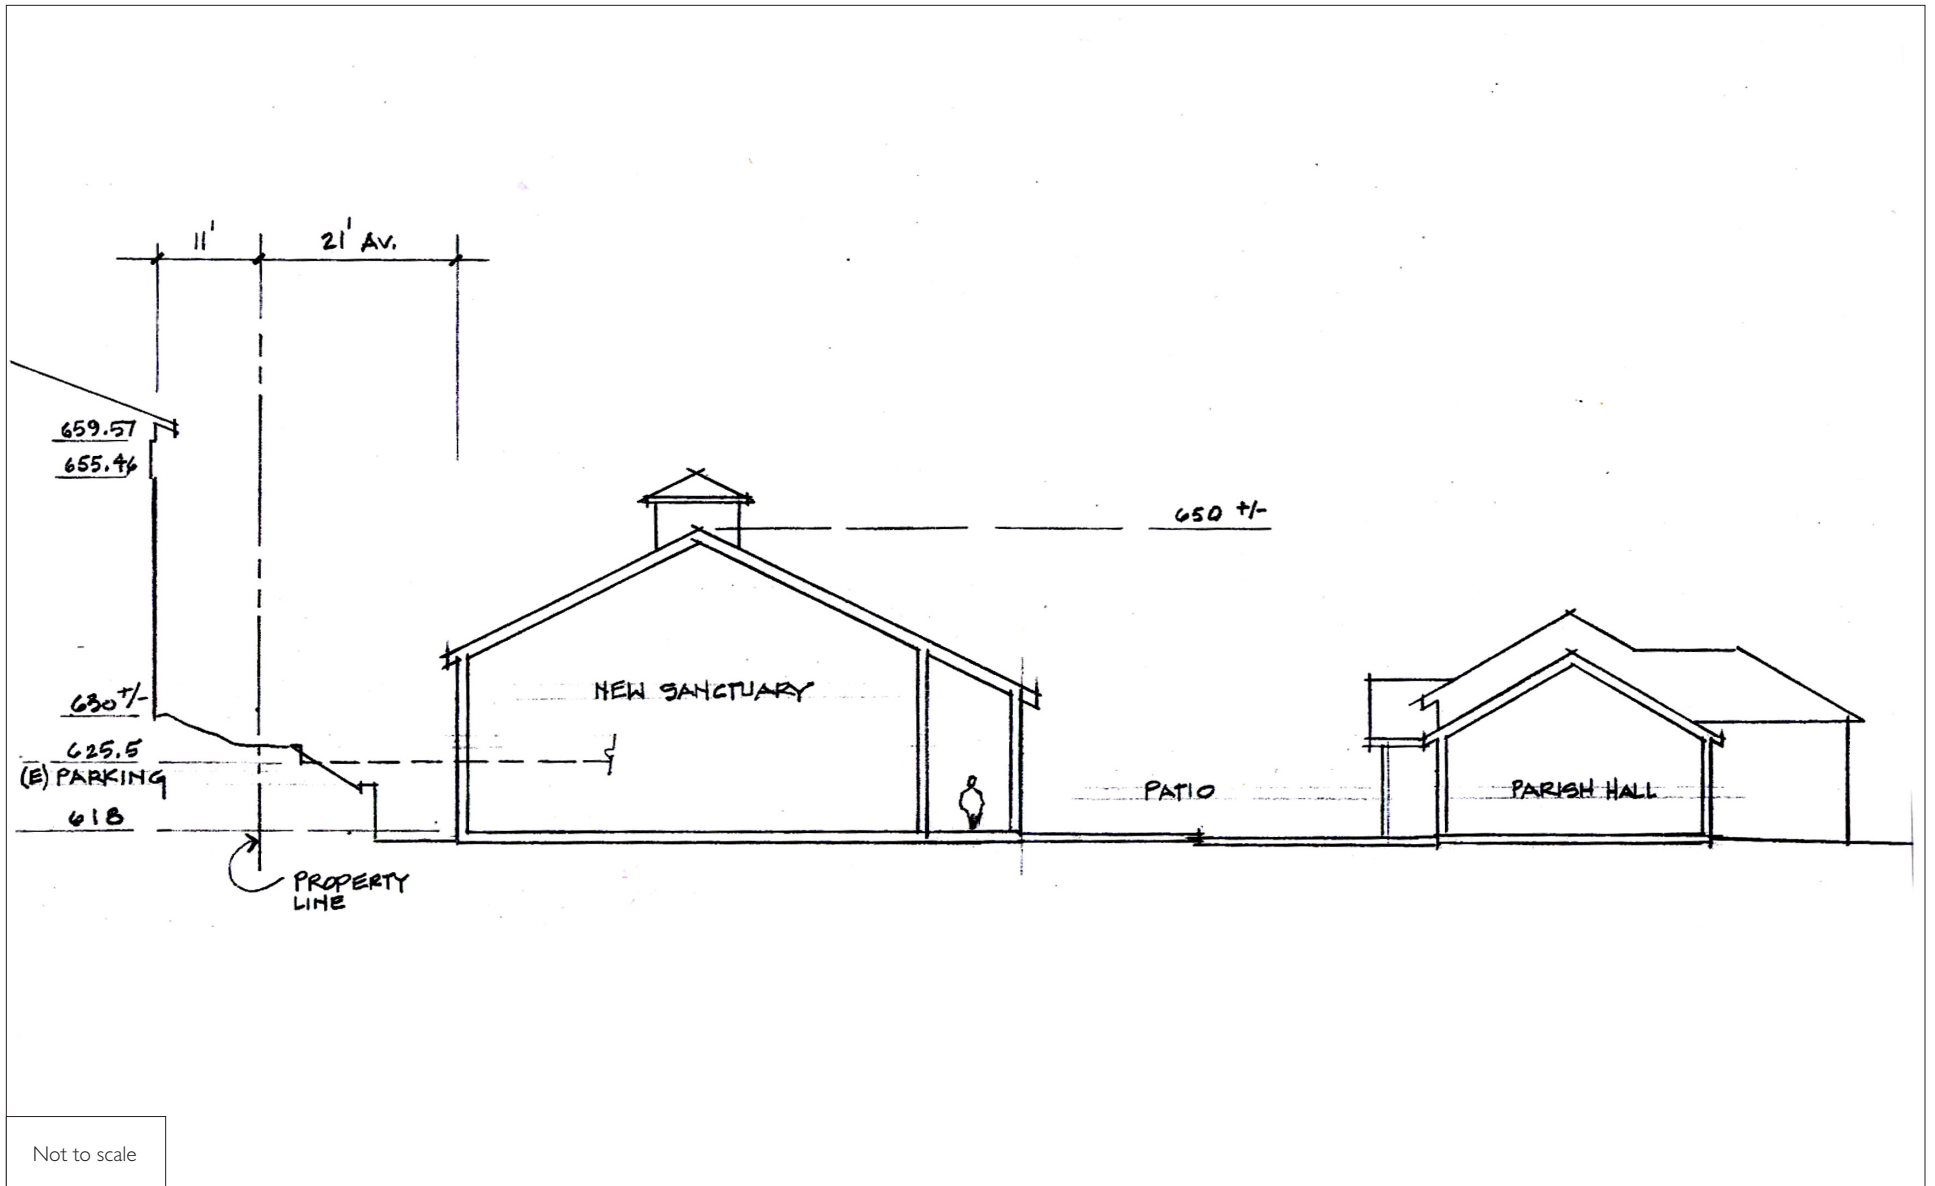 11'
21' AV.
659.57
655.46
650 +/-
NEW SANCTUARY
630 +/-
625.5
(E) PARKING
PATIO
PARISH HALL
618
PROPERTY
LINE
Not to scale